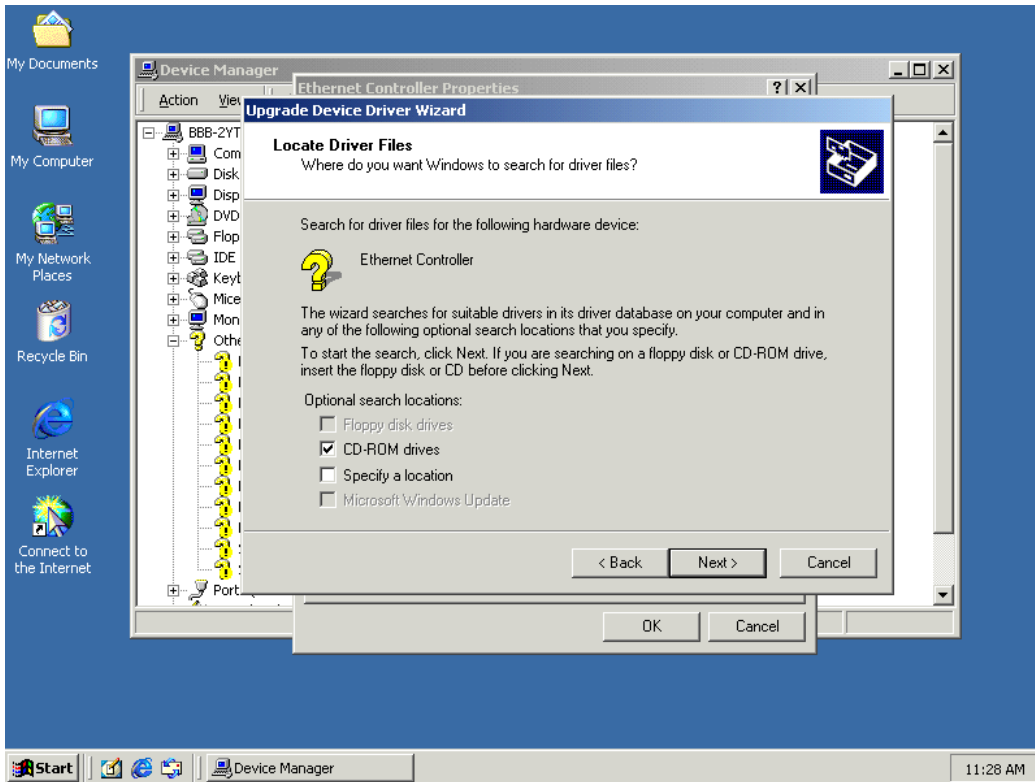 My Documents
My Computer
My Network
Places
Recycle Bin
Internet
Explorer
Connect to
the Internet
Device Manager
Action
Ethernet Controller Properties
Upgrade Device Driver Wizard
Locate Driver Files
Where do you want Windows to search for driver files?
Search for driver files for the following hardware device:
Ethernet Controller
The wizard searches for suitable drivers in its driver database on your computer and in
any of the following optional search locations that you specify.
To start the search, click Next. If you are searching on a floppy disk or CD-ROM drive,
insert the floppy disk or CD before clicking Next.
Optional search locations:
Floppy disk drives
CD-ROM drives
Specify a location
Microsoft Windows Update
< Back
Next >
Cancel
BBB-2YT
Com
Disk
Disp
DVD
Flop
IDE
Keyb
Mice
Mon
Othe
Port
OK
Cancel
Start
Device Manager
11:28 AM